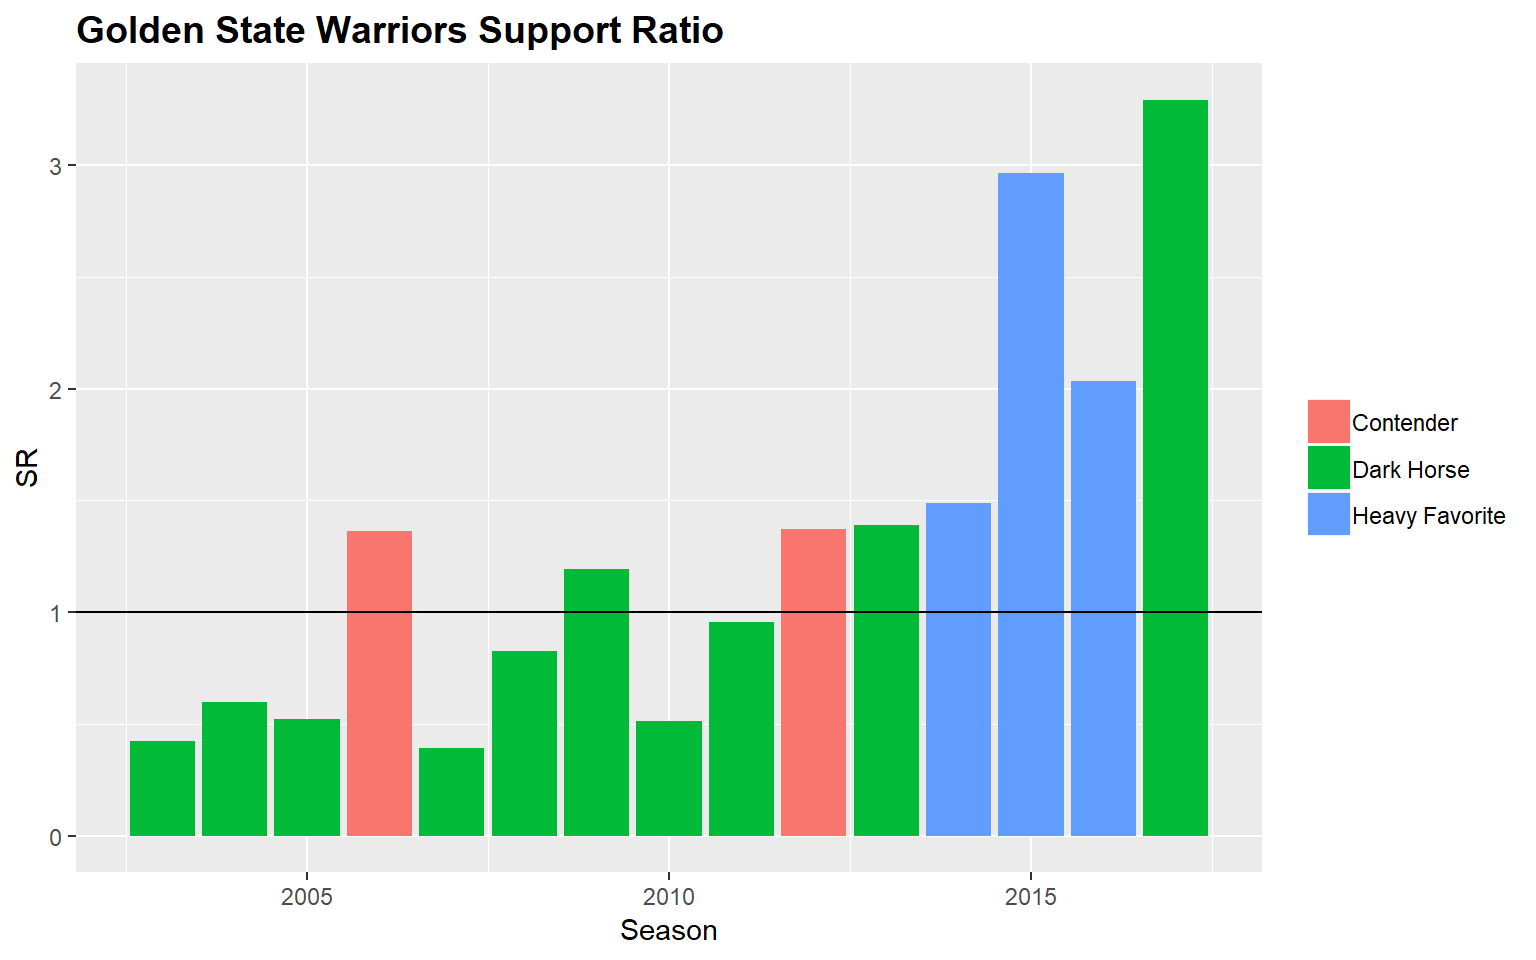 Golden State Warriors Support Ratio
3
2
1
0
SR
2005
2010
2015
Season
Contender
Dark Horse
Heavy Favorite